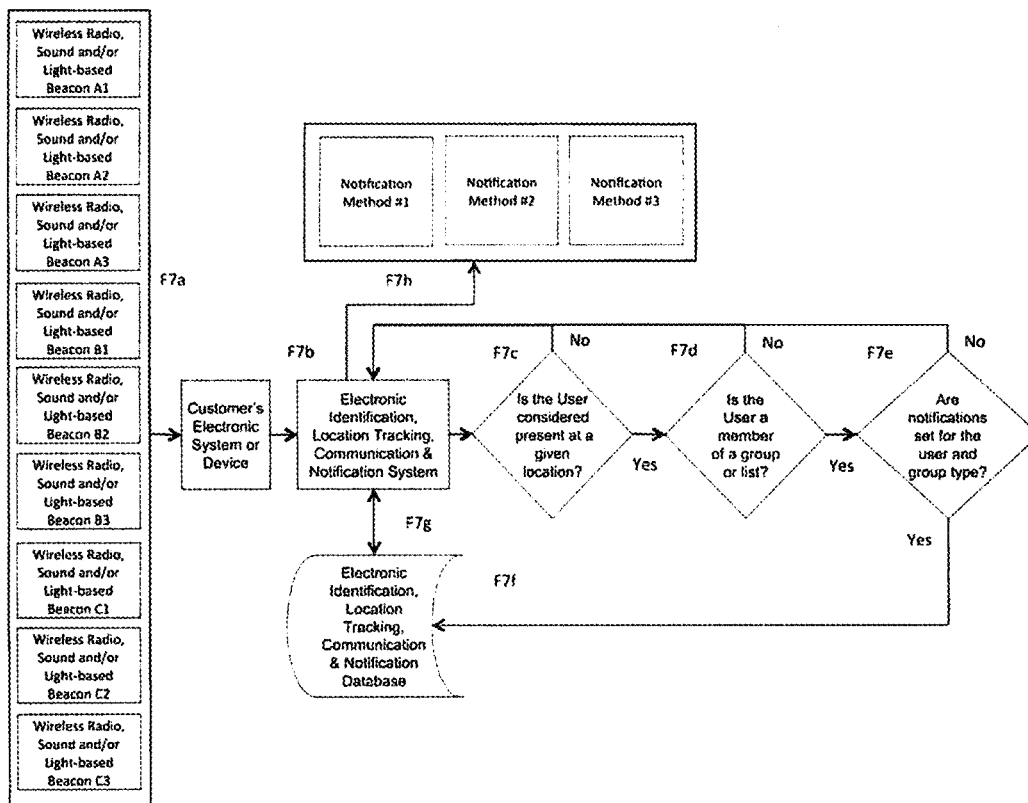 Wireless Radio,
Sound and/or
Light-based
Beacon A1
Wireless Radio,
Sound and/or
Light-based
Beacon A2
Wireless Radio,
Sound and/or
Light-based
Beacon A3
Wireless Radio,
Sound and/or
Light-based
Beacon B1
Wireless Radio,
Sound and/or
Light-based
Beacon B2
Wireless Radio,
Sound and/or
Light-based
Beacon B3
Wireless Radio,
Sound and/or
Light-based
Beacon C1
Wireless Radio,
Sound and/or
Light-based
Beacon C2
Wireless Radio,
Sound and/or
Light-based
Beacon C3
F7a
Customer's
Electronic
System or
Device
F7b
Electronic
Identification,
Location Tracking,
Communication &
Notification System
F7h
Notification
Method #1
Notification
Method #2
Notification
Method #3
F7c
No
Is the User
considered
present at a
given
location?
Yes
F7d
No
Is the
User a
member
of a group
or list?
Yes
F7e
No
Are
notifications
set for the
user and
group type?
Yes
F7f
F7g
Electronic
Identification,
Location
Tracking,
Communication
& Notification
Database